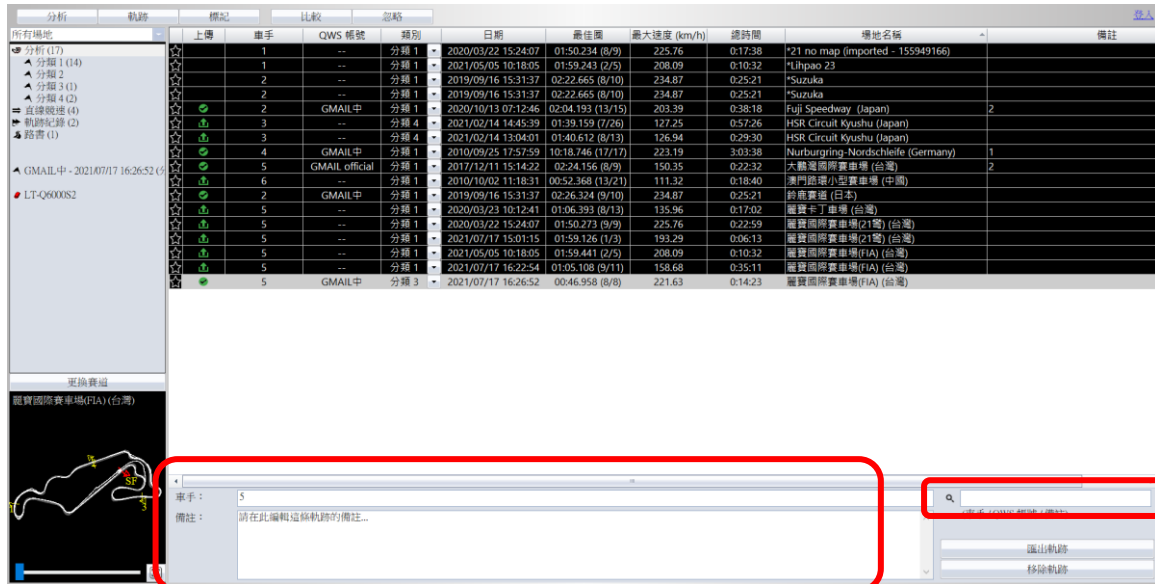 分析 軌跡 標記 比較 忽略 登入
所有場地
分析 (17)
分類 1 (14)
分類 2
分類 3 (1)
分類 4 (2)
直線競速 (4)
軌跡紀錄 (2)
路書 (1)
GMAIL中 - 2021/07/17 16:26:52 (分
LT-Q6000S2
上傳 車手 QWS 帳號 類別 日期 最佳圈 最大速度 (km/h) 總時間 場地名稱 備註
1 -- 分類 1 2020/03/22 15:24:07 01:50.234 (8/9) 225.76 0:17:38 *21 no map (imported - 155949166)
1 -- 分類 1 2021/05/05 10:18:05 01:59.243 (2/5) 208.09 0:10:32 *Lihpao 23
2 -- 分類 1 2019/09/16 15:31:37 02:22.665 (8/10) 234.87 0:25:21 *Suzuka
2 -- 分類 1 2019/09/16 15:31:37 02:22.665 (8/10) 234.87 0:25:21 *Suzuka
2 GMAIL中 分類 1 2020/10/13 07:12:46 02:04.193 (13/15) 203.39 0:38:18 Fuji Speedway (Japan) 2
3 -- 分類 4 2021/02/14 14:45:39 01:39.159 (7/26) 127.25 0:57:26 HSR Circuit Kyushu (Japan)
3 -- 分類 4 2021/02/14 13:04:01 01:40.612 (8/13) 126.94 0:29:30 HSR Circuit Kyushu (Japan)
4 GMAIL中 分類 1 2010/09/25 17:57:59 10:18.746 (17/17) 223.19 3:03:38 Nurburgring-Nordschleife (Germany) 1
5 GMAIL official 分類 1 2017/12/11 15:14:22 02:24.156 (8/9) 150.35 0:22:32 大鵬灣國際賽車場 (台灣) 2
6 -- 分類 1 2010/10/02 11:18:31 00:52.368 (13/21) 111.32 0:18:40 澳門路環小型賽車場 (中國)
2 GMAIL中 分類 1 2019/09/16 15:31:37 02:26.324 (9/10) 234.87 0:25:21 鈴鹿賽道 (日本)
5 -- 分類 1 2020/03/23 10:12:41 01:06.393 (8/13) 135.96 0:17:02 麗寶卡丁車場 (台灣)
5 -- 分類 1 2020/03/22 15:24:07 01:50.273 (9/9) 225.76 0:22:59 麗寶國際賽車場(21彎) (台灣)
5 -- 分類 1 2021/07/17 15:01:15 01:59.126 (1/3) 193.29 0:06:13 麗寶國際賽車場(21彎) (台灣)
5 -- 分類 1 2021/05/05 10:18:05 01:59.441 (2/5) 208.09 0:10:32 麗寶國際賽車場(FIA) (台灣)
5 -- 分類 1 2021/07/17 16:22:54 01:05.108 (9/11) 158.68 0:35:11 麗寶國際賽車場(FIA) (台灣)
5 GMAIL中 分類 3 2021/07/17 16:26:52 00:46.958 (8/8) 221.63 0:14:23 麗寶國際賽車場(FIA) (台灣)
更換賽道
麗寶國際賽車場(FIA) (台灣)
SF
3
車手： 5
備註： 請在此編輯這條軌跡的備註...
匯出軌跡
移除軌跡